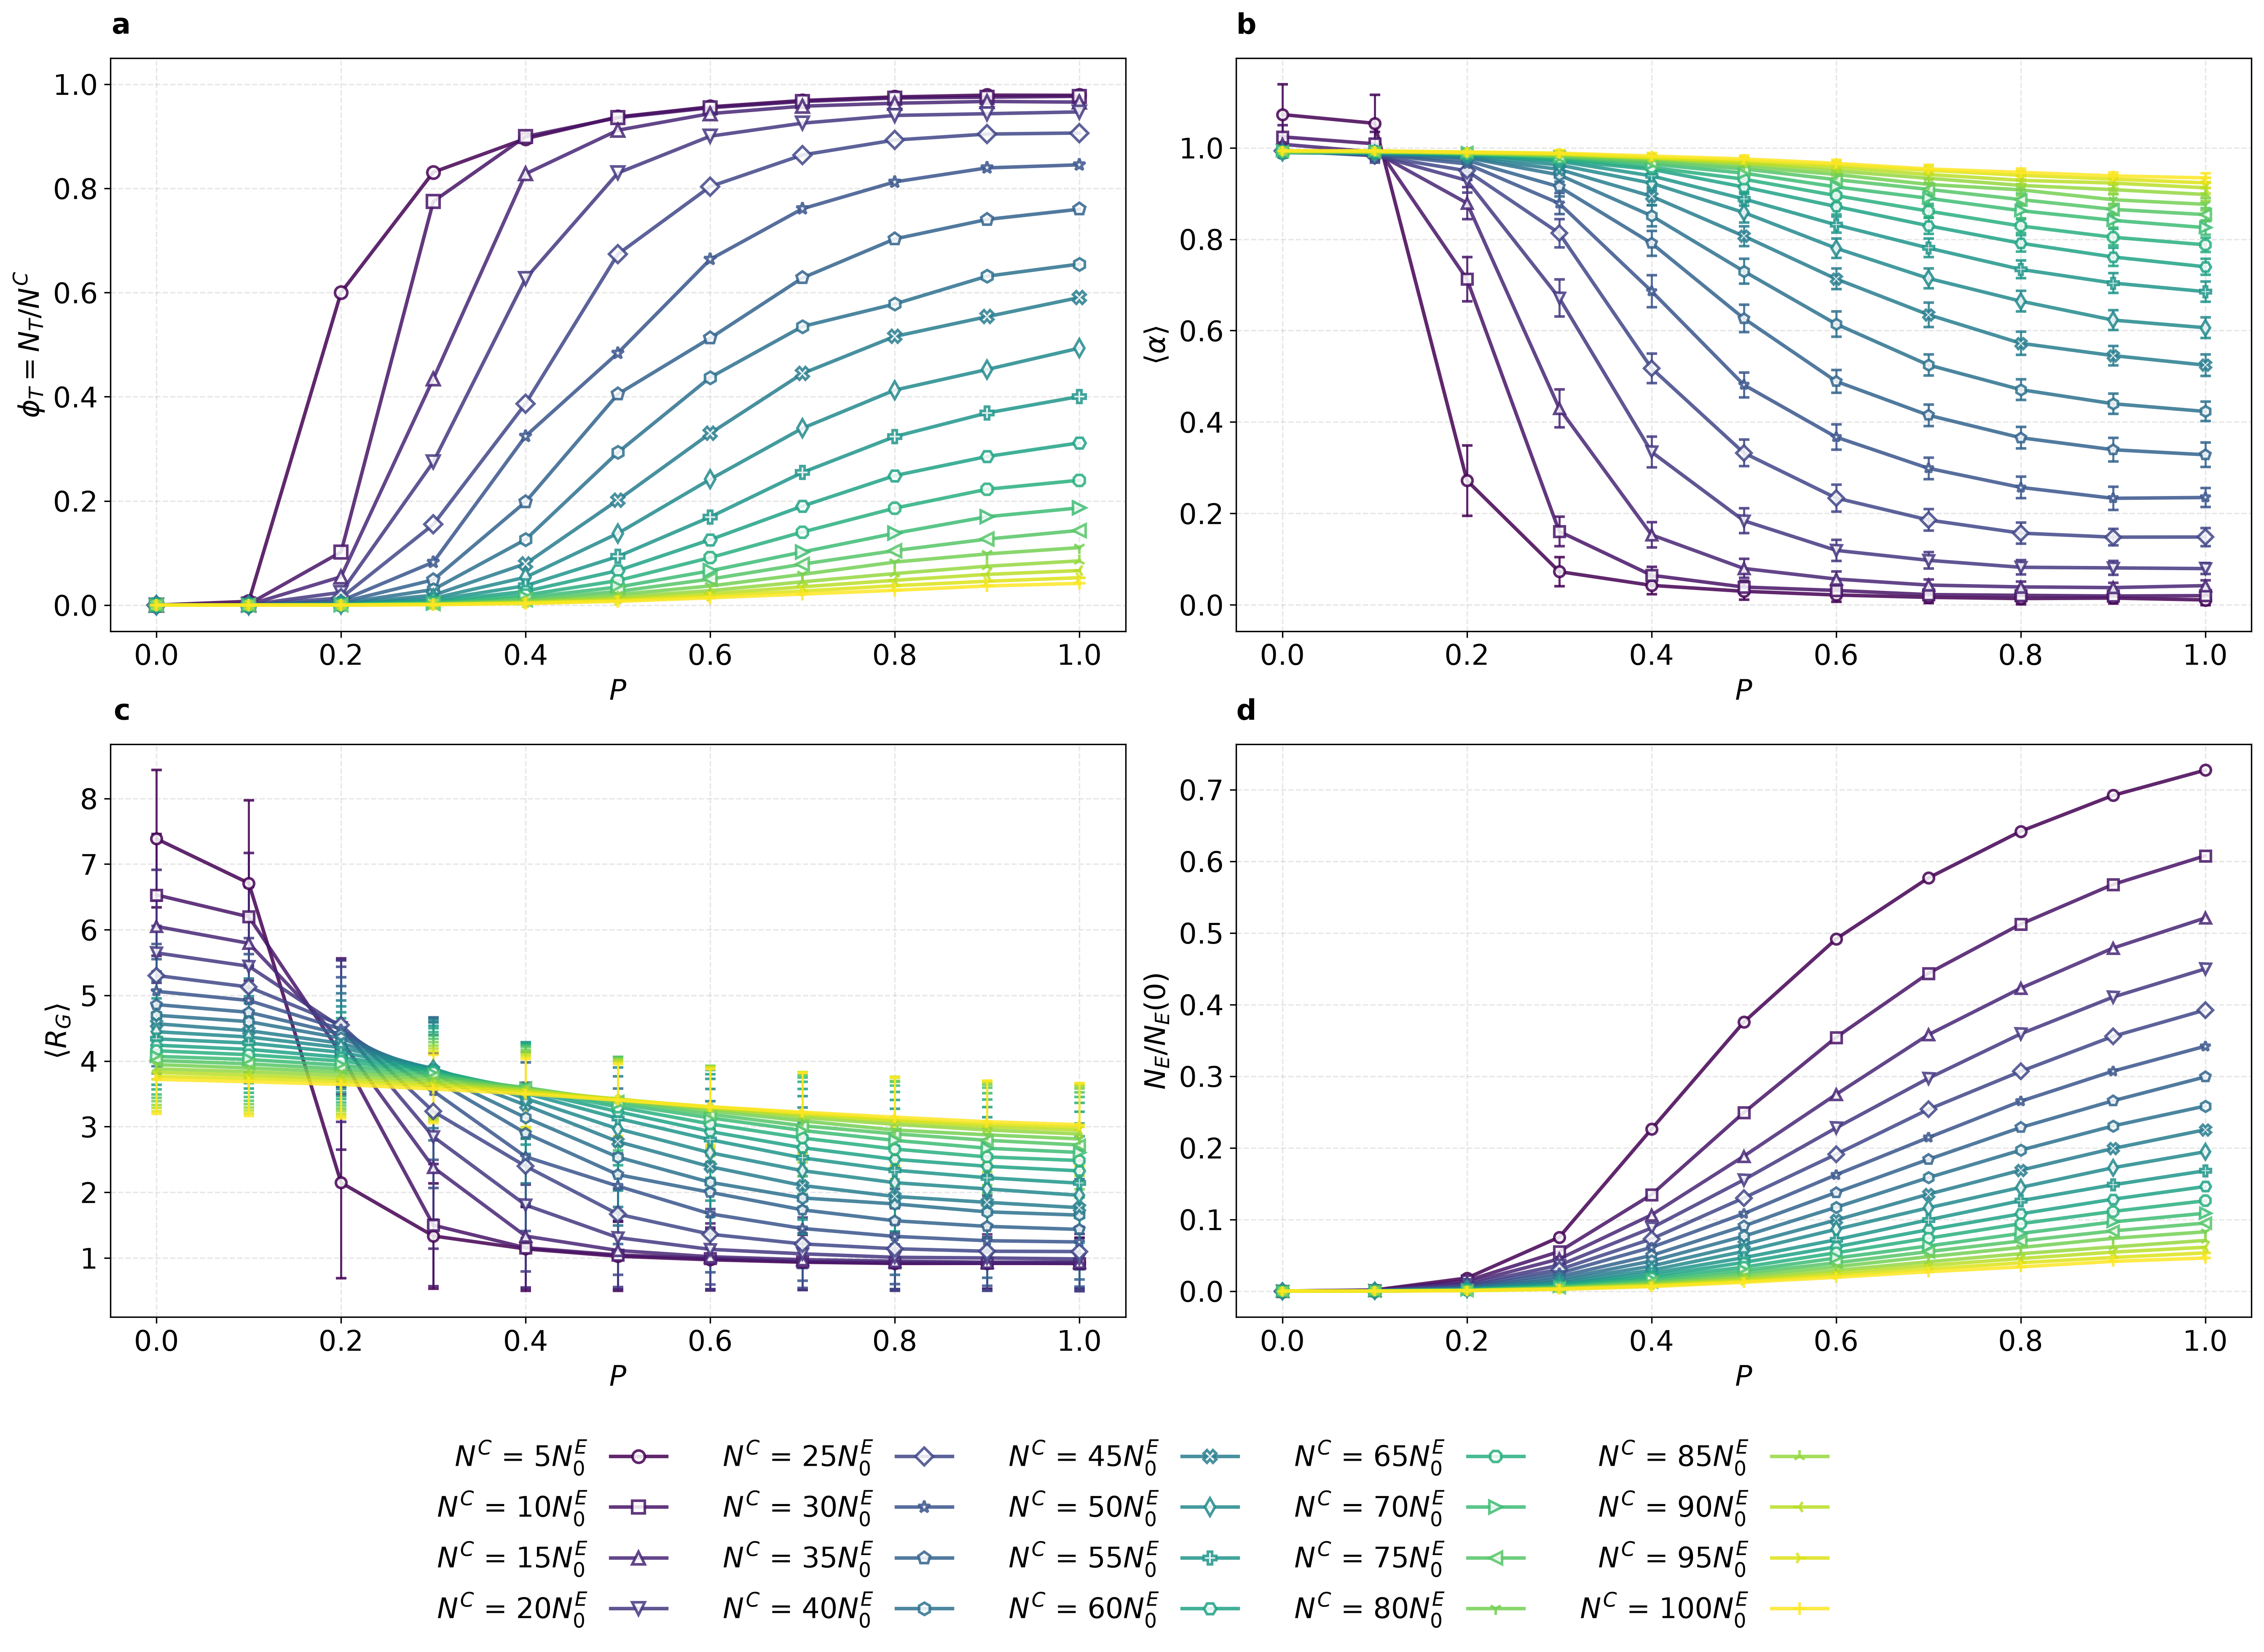 a
b
1.0
0.8
0.6
0.4
0.2
0.0
ϕ_T = N_T/N^C
0.0 0.2 0.4 0.6 0.8 1.0
P
1.0
0.8
0.6
0.4
0.2
0.0
⟨α⟩
0.0 0.2 0.4 0.6 0.8 1.0
P
c
d
8
7
6
5
4
3
2
1
⟨R_G⟩
0.0 0.2 0.4 0.6 0.8 1.0
P
0.7
0.6
0.5
0.4
0.3
0.2
0.1
0.0
N_E/N_E(0)
0.0 0.2 0.4 0.6 0.8 1.0
P
N^C = 5N_0^E
N^C = 10N_0^E
N^C = 15N_0^E
N^C = 20N_0^E
N^C = 25N_0^E
N^C = 30N_0^E
N^C = 35N_0^E
N^C = 40N_0^E
N^C = 45N_0^E
N^C = 50N_0^E
N^C = 55N_0^E
N^C = 60N_0^E
N^C = 65N_0^E
N^C = 70N_0^E
N^C = 75N_0^E
N^C = 80N_0^E
N^C = 85N_0^E
N^C = 90N_0^E
N^C = 95N_0^E
N^C = 100N_0^E